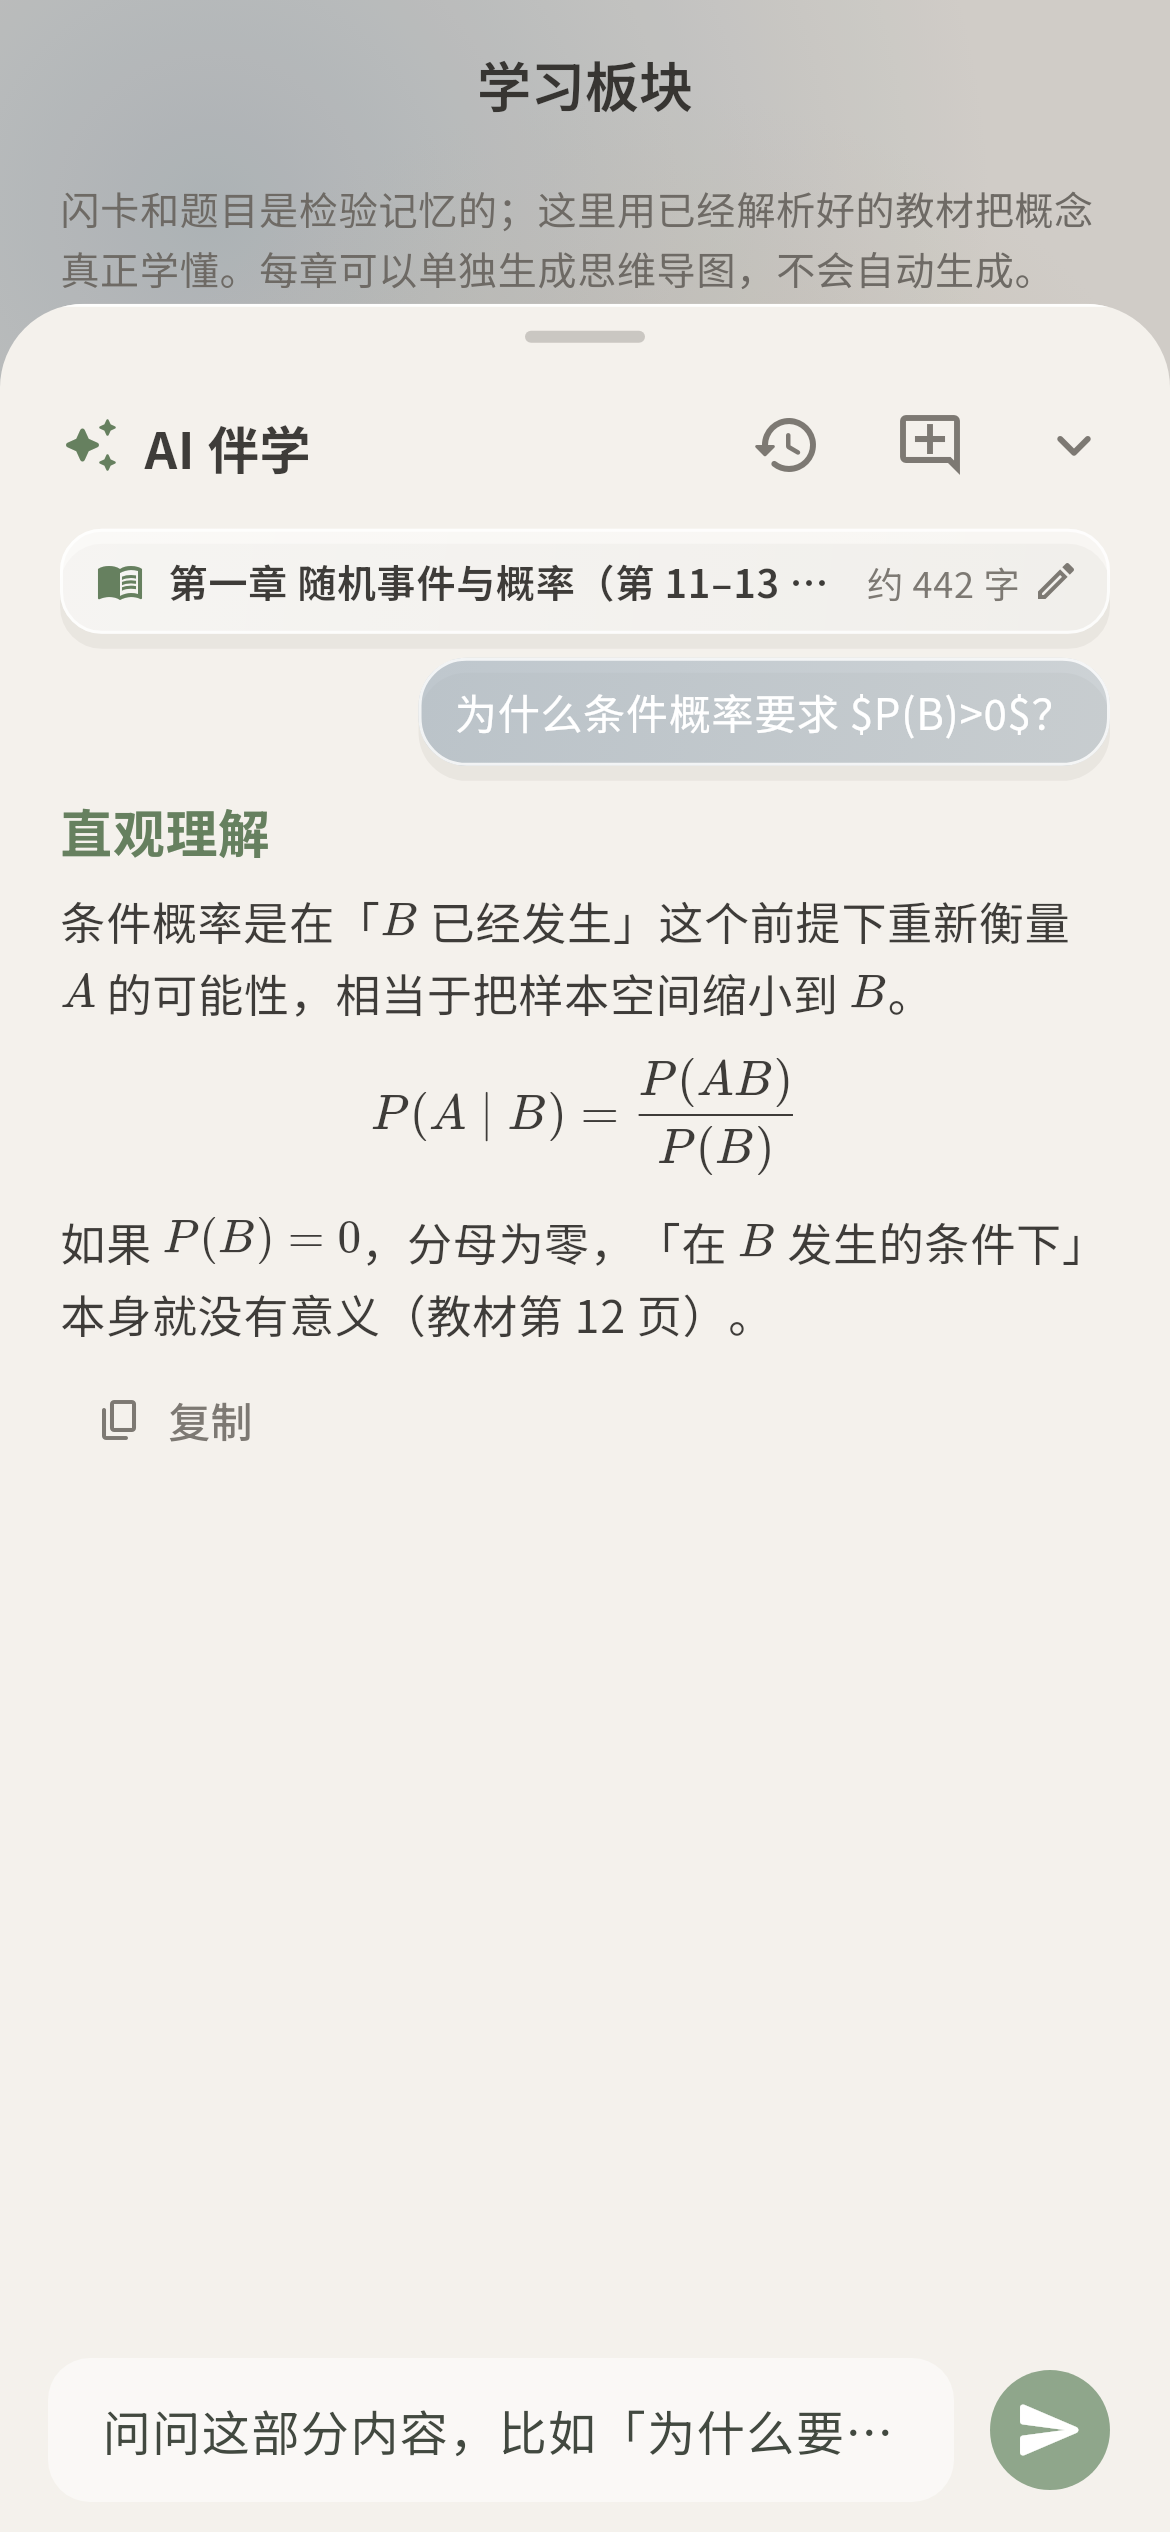 学习板块
闪卡和题目是检验记忆的；这里用已经解析好的教材把概念
真正学懂。每章可以单独生成思维导图，不会自动生成。
AI 伴学
第一章 随机事件与概率（第 11–13 … 约 442 字
为什么条件概率要求 $P(B)>0$？
直观理解
条件概率是在「B 已经发生」这个前提下重新衡量
A 的可能性，相当于把样本空间缩小到 B。
P(A | B) = P(AB) / P(B)
如果 P(B) = 0，分母为零，「在 B 发生的条件下」
本身就没有意义（教材第 12 页）。
复制
问问这部分内容，比如「为什么要…